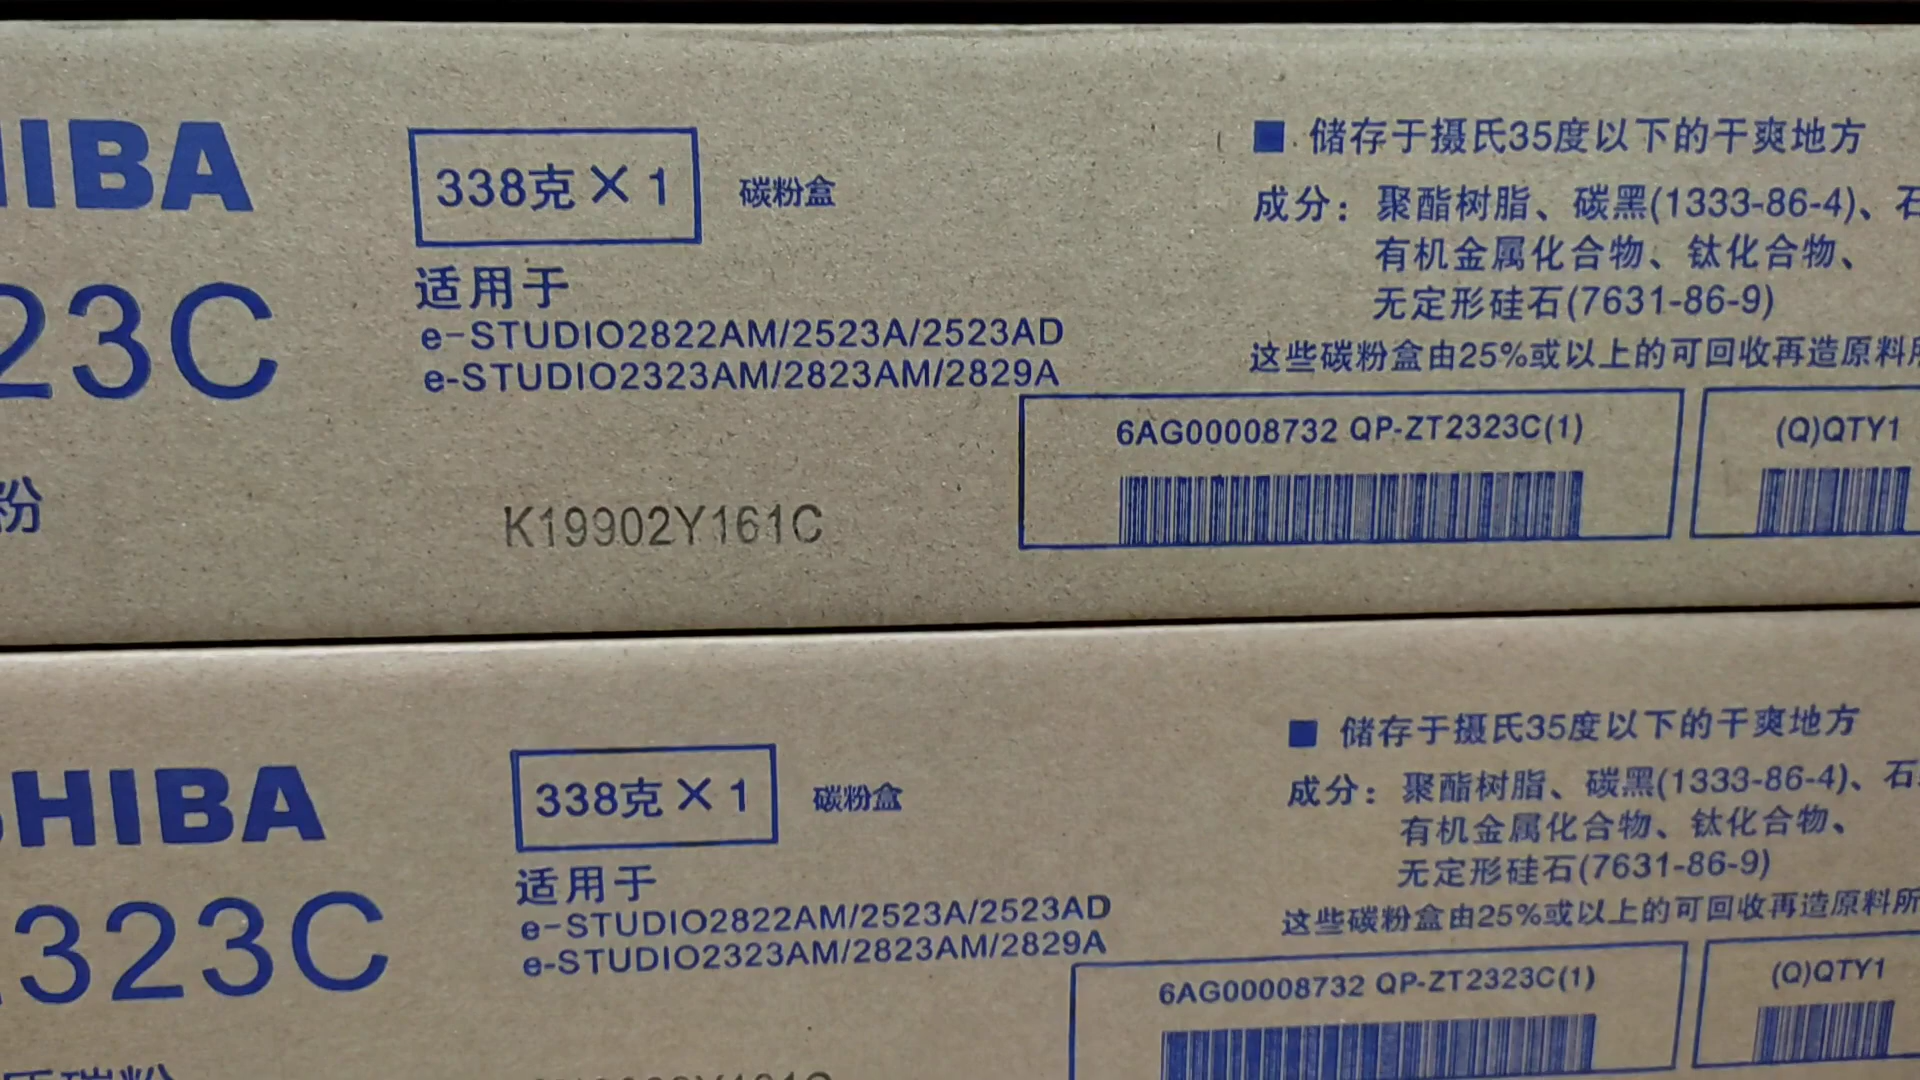 HIBA
23C
粉
338克×1 碳粉盒
适用于
e-STUDIO2822AM/2523A/2523AD
e-STUDIO2323AM/2823AM/2829A
K19902Y161C
■ 储存于摄氏35度以下的干爽地方
成分：聚酯树脂、碳黑(1333-86-4)、石
有机金属化合物、钛化合物、
无定形硅石(7631-86-9)
这些碳粉盒由25%或以上的可回收再造原料所
6AG00008732 QP-ZT2323C(1)
(Q)QTY1
SHIBA
323C
338克×1 碳粉盒
适用于
e-STUDIO2822AM/2523A/2523AD
e-STUDIO2323AM/2823AM/2829A
■ 储存于摄氏35度以下的干爽地方
成分：聚酯树脂、碳黑(1333-86-4)、石
有机金属化合物、钛化合物、
无定形硅石(7631-86-9)
这些碳粉盒由25%或以上的可回收再造原料所
6AG00008732 QP-ZT2323C(1)
(Q)QTY1